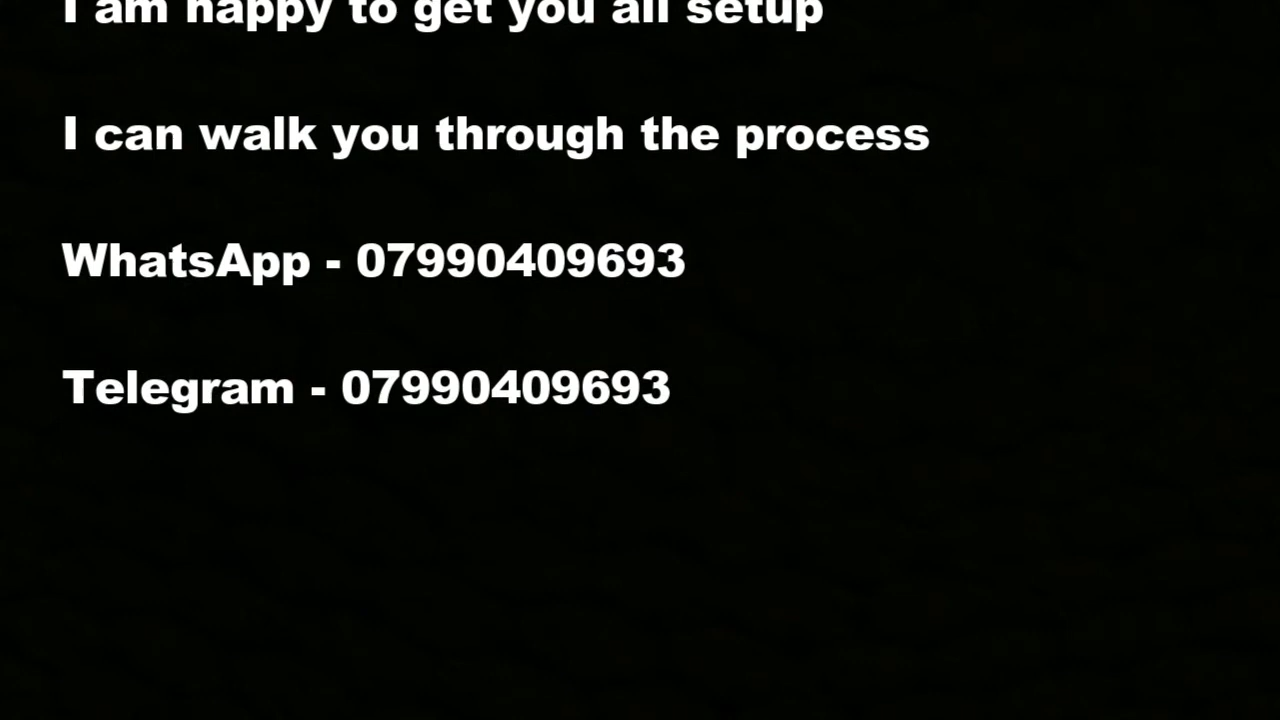 I am happy to get you all setup
I can walk you through the process
WhatsApp - 07990409693
Telegram - 07990409693